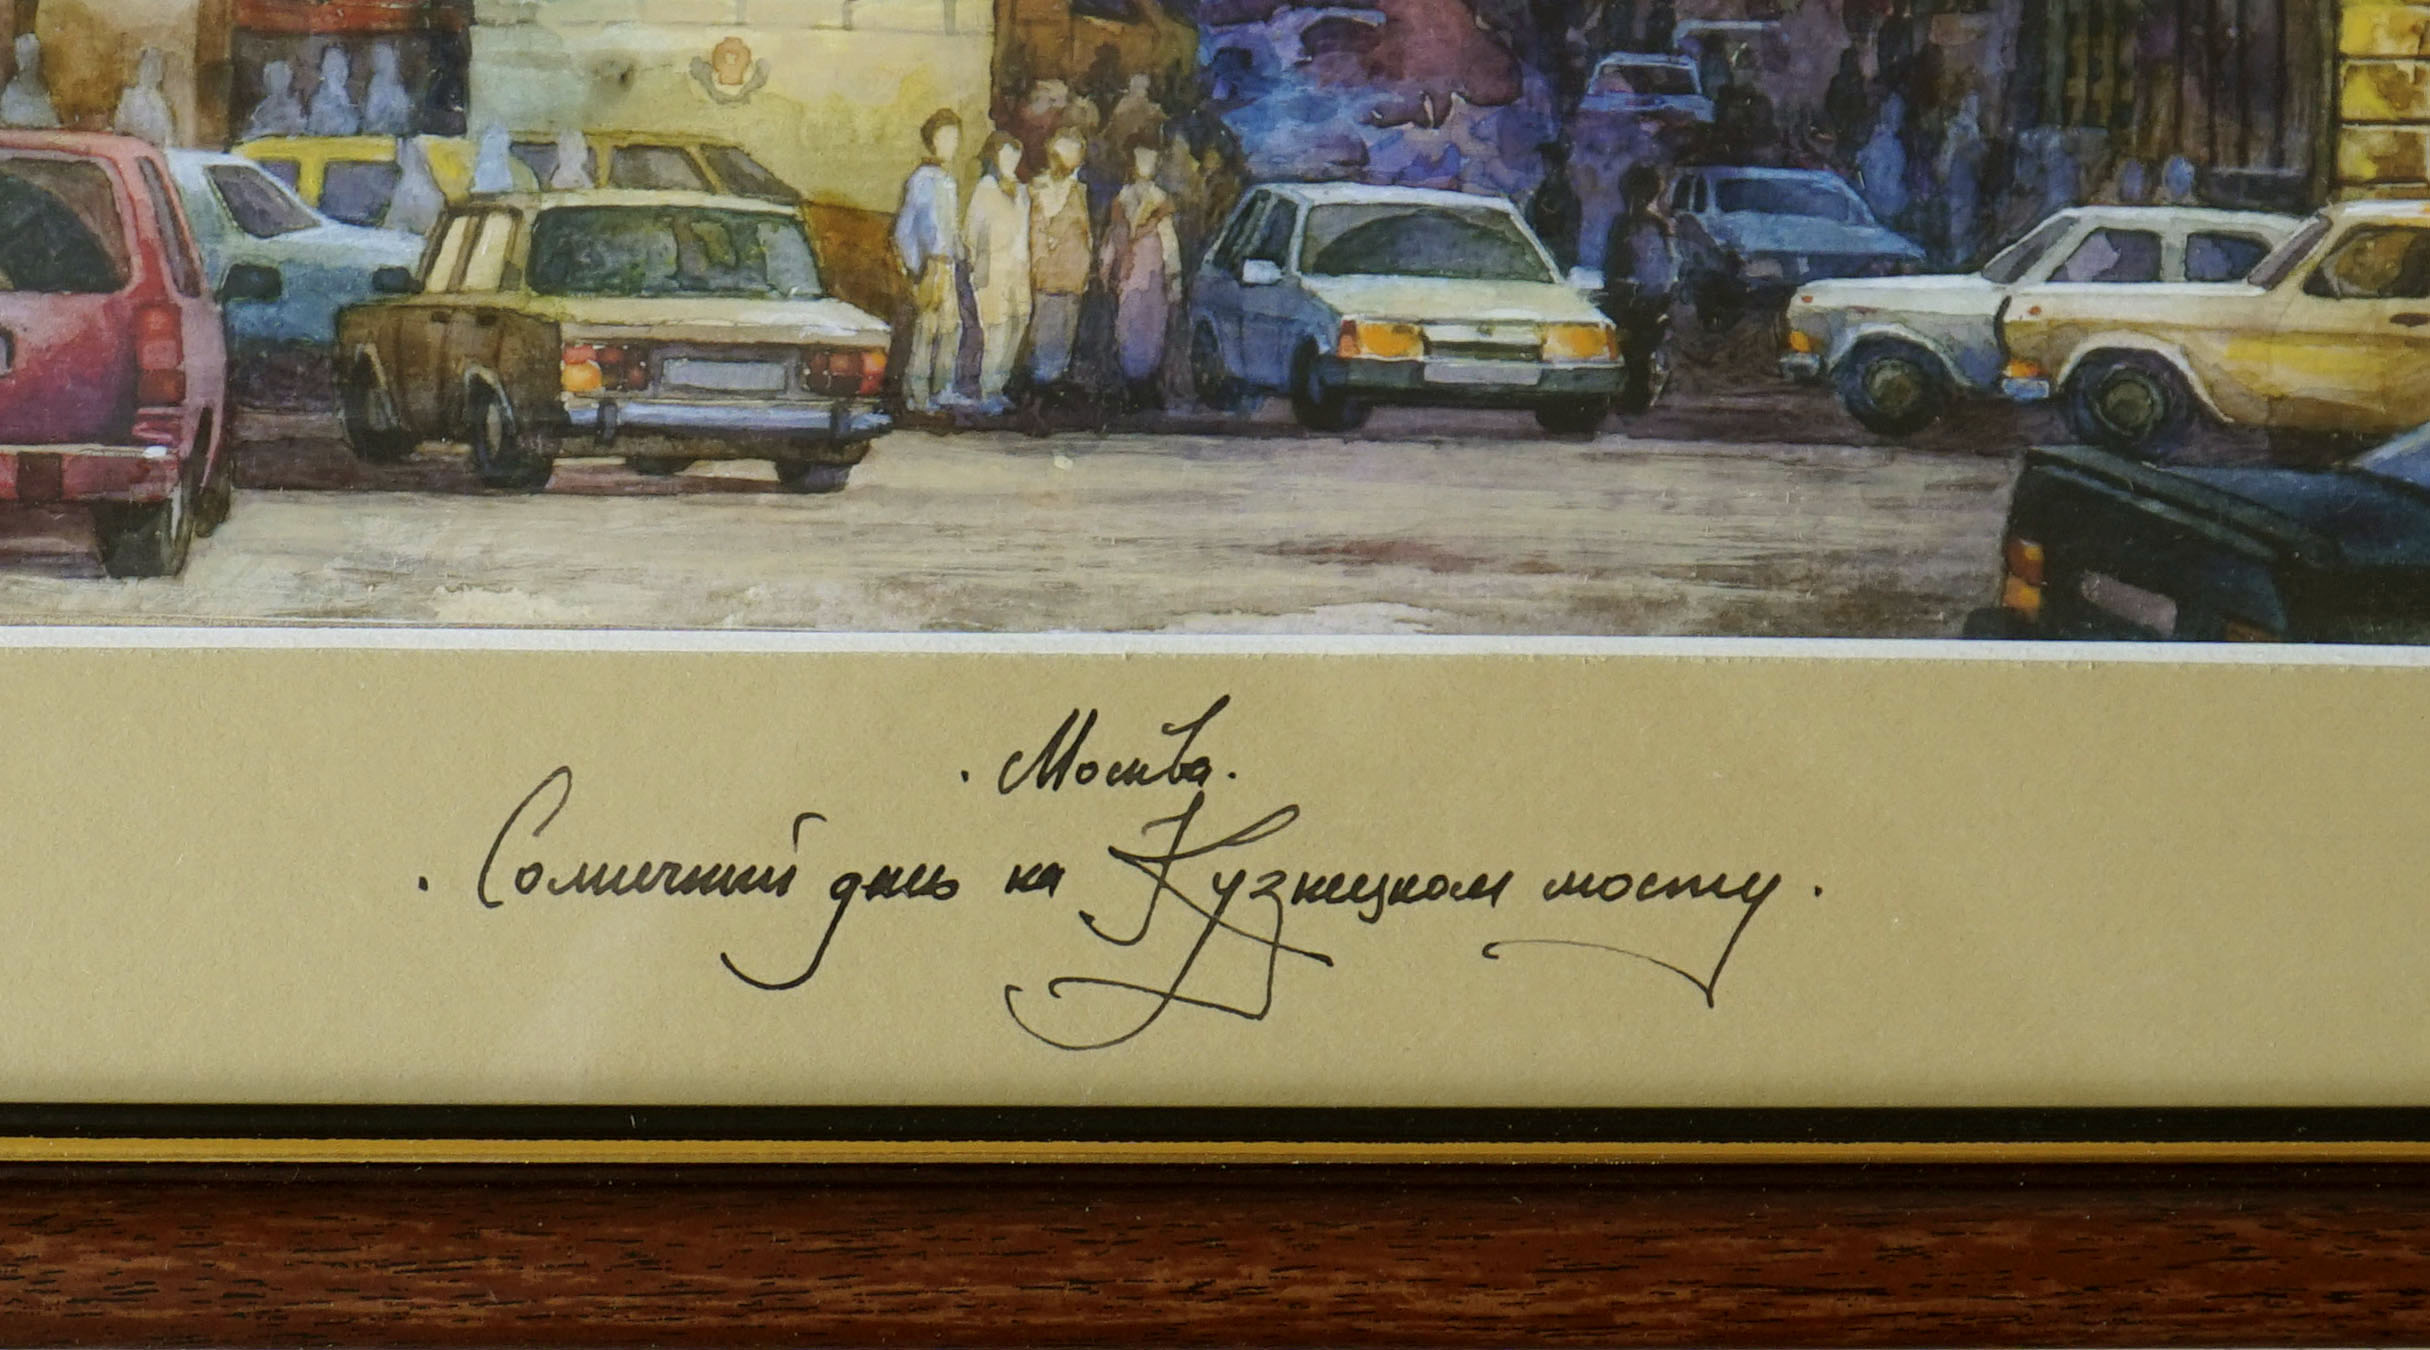 . Москва.
. Солнечный день на Кузнецком мосту.